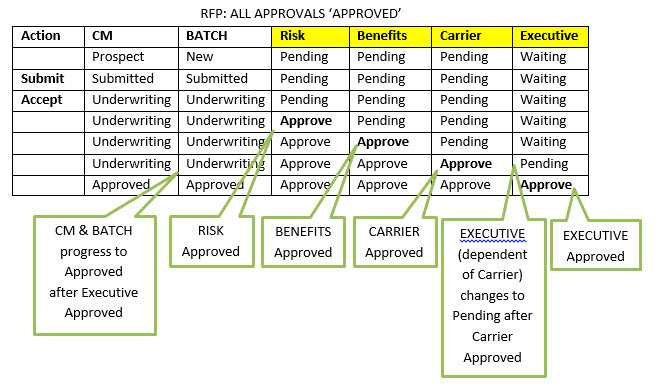 RFP: ALL APPROVALS ‘APPROVED’
Action CM BATCH Risk Benefits Carrier Executive
Prospect New Pending Pending Pending Waiting
Submit Submitted Submitted Pending Pending Pending Waiting
Accept Underwriting Underwriting Pending Pending Pending Waiting
Underwriting Underwriting Approve Pending Pending Waiting
Underwriting Underwriting Approve Approve Pending Waiting
Underwriting Underwriting Approve Approve Approve Pending
Approved Approved Approve Approve Approve Approve
CM & BATCH
progress to
Approved
after Executive
Approved
RISK
Approved
BENEFITS
Approved
CARRIER
Approved
EXECUTIVE
(dependent
of Carrier)
changes to
Pending after
Carrier
Approved
EXECUTIVE
Approved